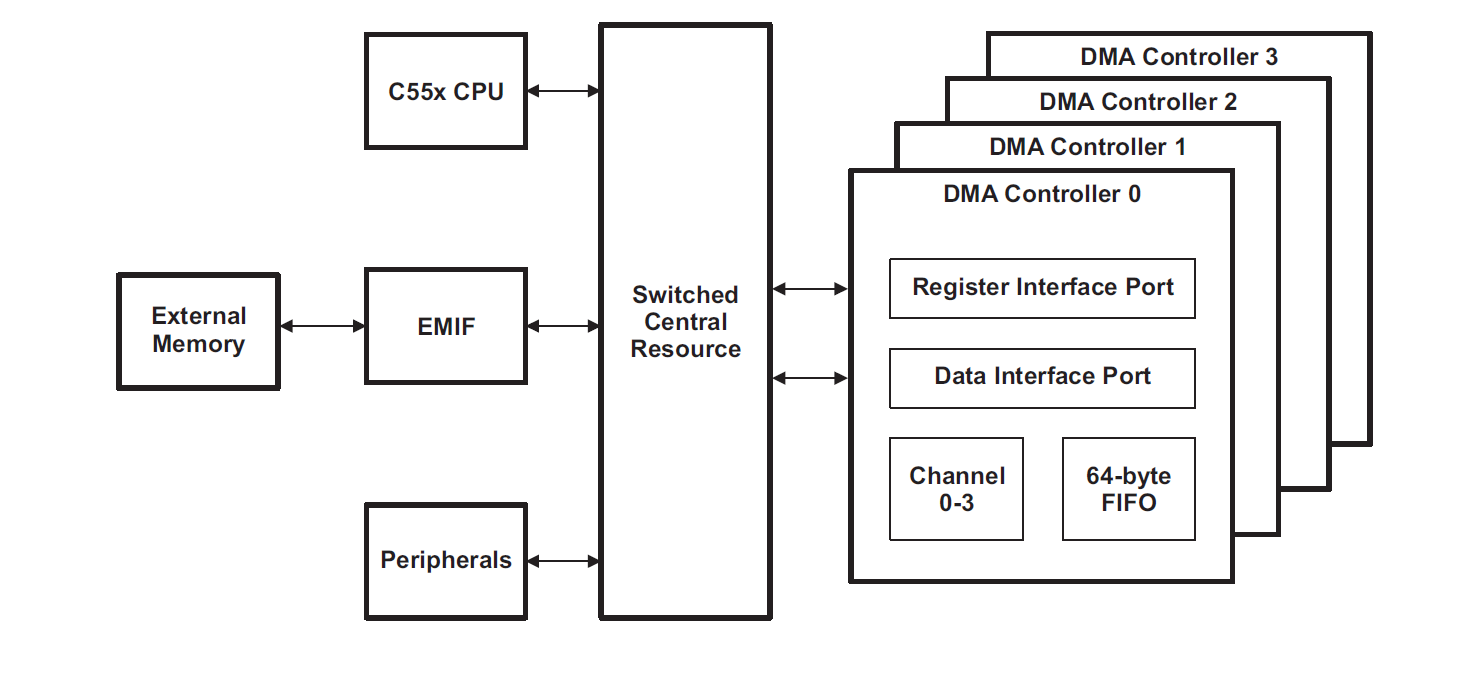 C55x CPU
External
Memory
EMIF
Peripherals
Switched
Central
Resource
DMA Controller 3
DMA Controller 2
DMA Controller 1
DMA Controller 0
Register Interface Port
Data Interface Port
Channel
0-3
64-byte
FIFO